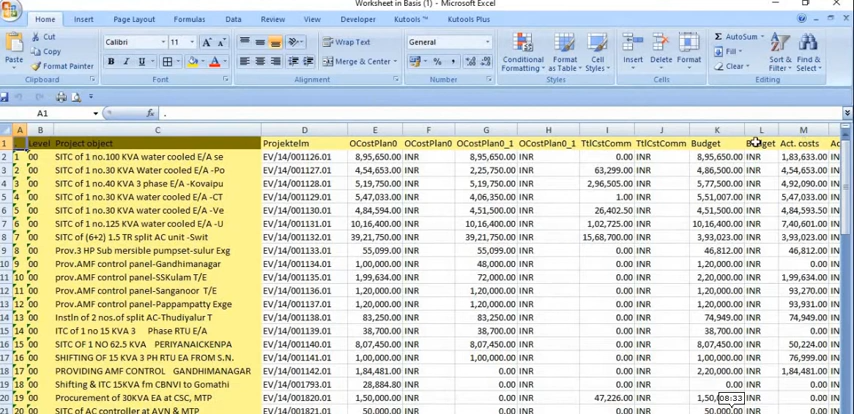 Worksheet in Basis (1) - Microsoft Excel
Home Insert Page Layout Formulas Data Review View Developer Kutools ™ Kutools Plus
Cut Calibri 11 Wrap Text General AutoSum
Copy Fill
Paste Format Painter Merge & Center Conditional Formatting Format as Table Cell Styles Insert Delete Format Clear Sort & Filter Find & Select
Clipboard Font Alignment Number Styles Cells Editing
A1 fx .
A B C D E F G H I J K L M
1 . Level Project object Projektelm OCostPlan0 OCostPlan0 OCostPlan0_1 OCostPlan0_1 TtlCstComm TtlCstComm Budget Budget Act. costs Ac
2 1 00 SITC of 1 no.100 KVA water cooled E/A se EV/14/001126.01 8,95,650.00 INR 8,95,650.00 INR 0.00 INR 8,95,650.00 INR 1,83,633.00 IN
3 2 00 SITC of 1 no.30 KVA Water cooled E/A -Po EV/14/001127.01 4,54,653.00 INR 2,25,750.00 INR 63,299.00 INR 4,54,653.00 INR 4,54,210.00 IN
4 3 00 SITC of 1 no.40 KVA 3 phase E/A -Kovaipu EV/14/001128.01 5,19,750.00 INR 5,19,750.00 INR 2,96,505.00 INR 5,77,500.00 INR 4,92,090.00 IN
5 4 00 SITC of 1 no.30 KVA water cooled E/A -CT EV/14/001129.01 5,47,033.00 INR 4,06,350.00 INR 1.00 INR 5,51,007.00 INR 5,47,033.00 IN
6 5 00 SITC of 1 no.30 KVA water cooled E/A -Ve EV/14/001130.01 4,84,594.00 INR 4,51,500.00 INR 26,402.50 INR 4,51,500.00 INR 4,84,593.50 IN
7 6 00 SITC of 1 no.125 KVA water cooled E/A -U EV/14/001131.01 10,16,400.00 INR 10,16,400.00 INR 1,02,725.00 INR 10,16,400.00 INR 7,40,601.00 IN
8 7 00 SITC of (6+2) 1.5 TR split AC unit -Swit EV/14/001132.01 39,21,750.00 INR 39,21,750.00 INR 15,68,700.00 INR 3,93,023.00 INR 0.00 IN
9 8 00 Prov.3 HP Sub mersible pumpset-sulur Exg EV/14/001133.01 55,099.00 INR 55,099.00 INR 0.00 INR 46,812.00 INR 0.00 IN
10 9 00 Prov.AMF control panel-Gandhimanagar EV/14/001134.01 1,00,000.00 INR 48,000.00 INR 0.00 INR 1,20,000.00 INR 0.00 IN
11 10 00 prov.AMF control panel-SSKulam T/E EV/14/001135.01 1,99,634.00 INR 72,000.00 INR 0.00 INR 2,20,000.00 INR 1,99,634.00 IN
12 11 00 Prov.AMF control panel-Sanganoor T/E EV/14/001136.01 1,20,000.00 INR 1,20,000.00 INR 0.00 INR 1,20,000.00 INR 93,270.00 IN
13 12 00 Prov.AMF control panel-Pappampatty Exge EV/14/001137.01 1,20,000.00 INR 1,20,000.00 INR 0.00 INR 1,20,000.00 INR 93,931.00 IN
14 13 00 Instln of 2 nos.of split AC-Thudiyalur T EV/14/001138.01 83,250.00 INR 83,250.00 INR 0.00 INR 74,949.00 INR 0.00 IN
15 14 00 ITC of 1 no 15 KVA 3 Phase RTU E/A EV/14/001139.01 38,700.00 INR 38,700.00 INR 0.00 INR 38,700.00 INR 0.00 IN
16 15 00 SITC OF 1 NO 62.5 KVA PERIYANAICKENPA EV/14/001140.01 8,07,450.00 INR 8,07,450.00 INR 0.00 INR 8,07,450.00 INR 50,224.00 IN
17 16 00 SHIFTING OF 15 KVA 3 PH RTU EA FROM S.N. EV/14/001141.01 1,00,000.00 INR 1,00,000.00 INR 0.00 INR 1,00,000.00 INR 76,999.00 IN
18 17 00 PROVIDING AMF CONTROL GANDHIMANAGAR EV/14/001142.01 1,84,481.00 INR 0.00 INR 0.00 INR 2,20,000.00 INR 1,84,481.00 IN
19 18 00 Shifting & ITC 15KVA fm CBNVI to Gomathi EV/14/001793.01 28,884.80 INR 0.00 INR 0.00 INR 0.00 INR 0.00 IN
20 19 00 Procurement of 30KVA EA at CSC, MTP EV/14/001820.01 1,50,000.00 INR 0.00 INR 47,226.00 INR 1,50, INR 0.00 IN
08:33
21 20 00 SITC of AC controller at AVN & MTP EV/14/001821.01 50,000.00 INR 0.00 INR 0.00 INR 50,000.00 INR 0.00 IN